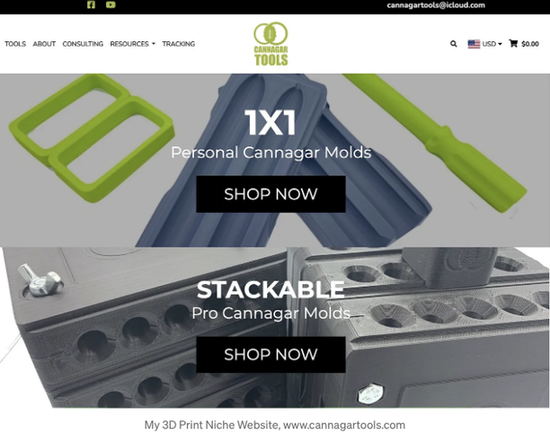 cannagartools@icloud.com
TOOLS ABOUT CONSULTING RESOURCES TRACKING
CANNAGAR
TOOLS
USD $0.00
1X1
Personal Cannagar Molds
SHOP NOW
STACKABLE
Pro Cannagar Molds
SHOP NOW
My 3D Print Niche Website, www.cannagartools.com